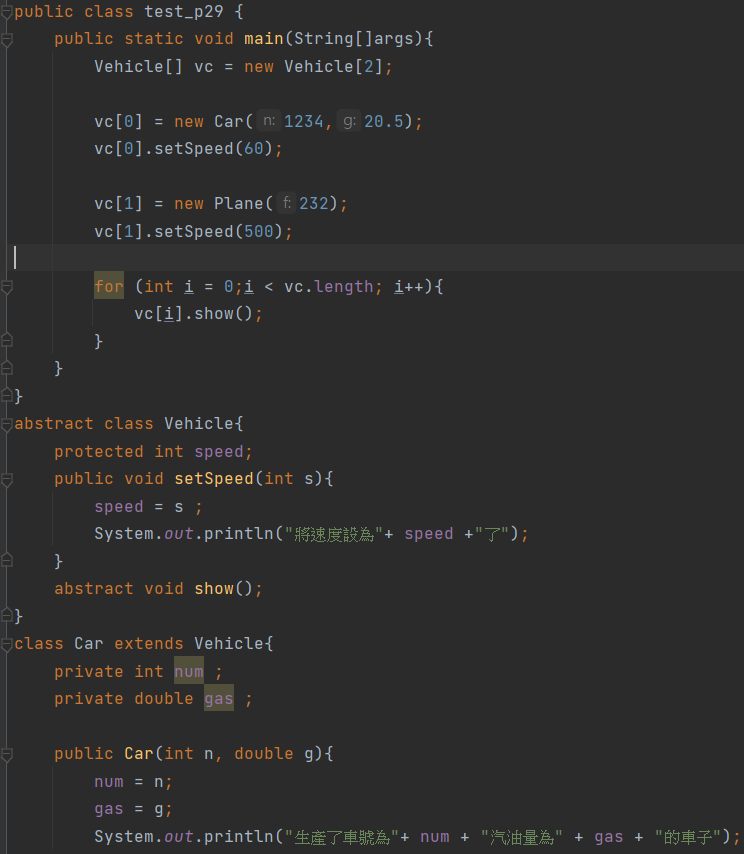 public class test_p29 {
public static void main(String[]args){
Vehicle[] vc = new Vehicle[2];
vc[0] = new Car( n: 1234, g: 20.5);
vc[0].setSpeed(60);
vc[1] = new Plane( f: 232);
vc[1].setSpeed(500);
for (int i = 0;i < vc.length; i++){
vc[i].show();
}
}
}
abstract class Vehicle{
protected int speed;
public void setSpeed(int s){
speed = s ;
System.out.println("將速度設為"+ speed +"了");
}
abstract void show();
}
class Car extends Vehicle{
private int num ;
private double gas ;
public Car(int n, double g){
num = n;
gas = g;
System.out.println("生產了車號為"+ num + "汽油量為" + gas + "的車子");